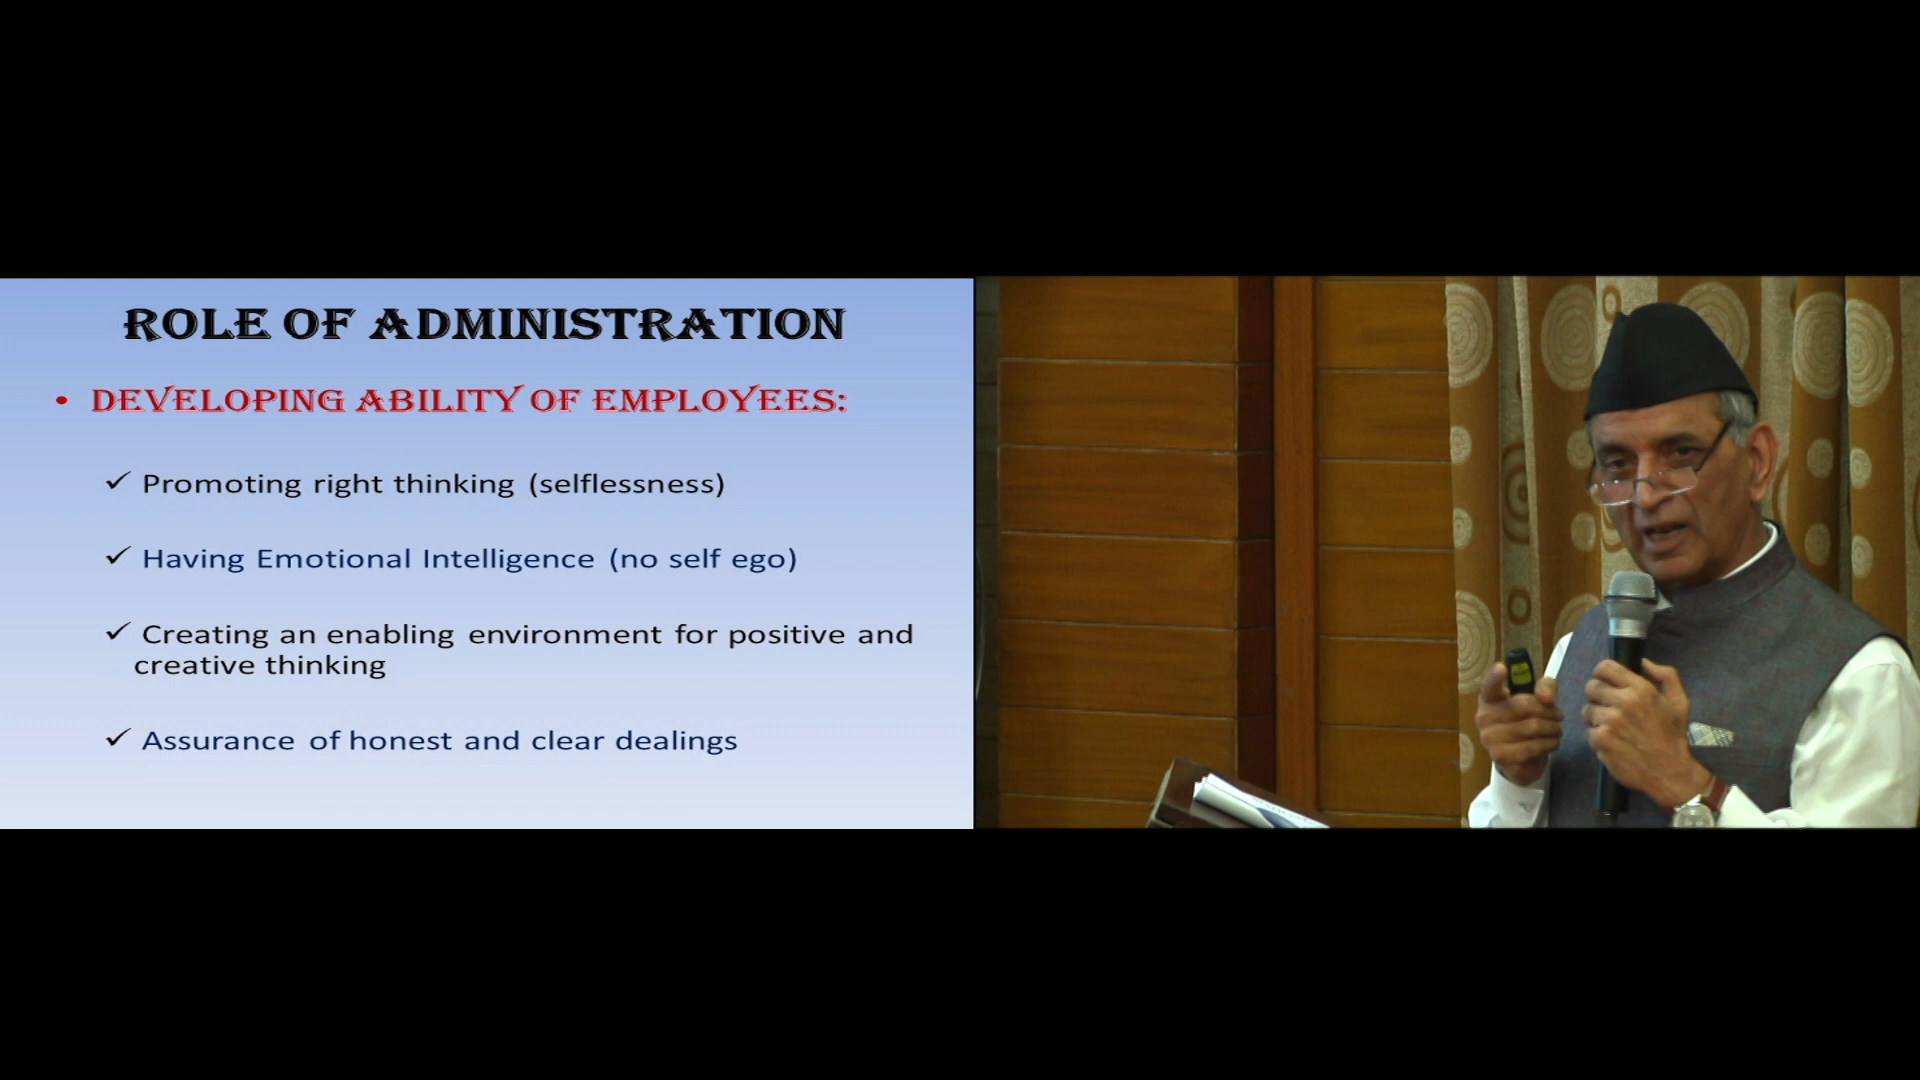 ROLE OF ADMINISTRATION
• DEVELOPING ABILITY OF EMPLOYEES:
✓ Promoting right thinking (selflessness)
✓ Having Emotional Intelligence (no self ego)
✓ Creating an enabling environment for positive and
creative thinking
✓ Assurance of honest and clear dealings